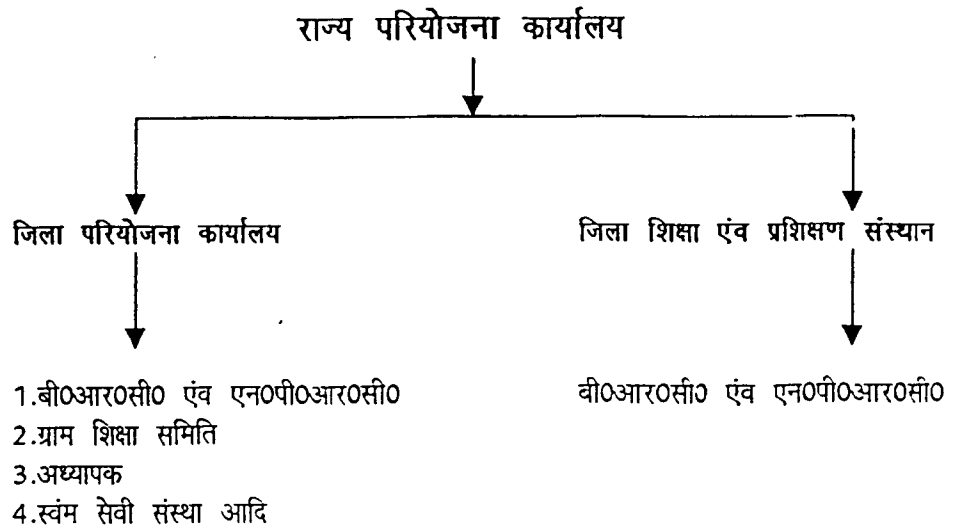 राज्य परियोजना कार्यालय
जिला परियोजना कार्यालय
जिला शिक्षा एंव प्रशिक्षण संस्थान
1.बी0आर0सी0 एंव एन0पी0आर0सी0
2.ग्राम शिक्षा समिति
3.अध्यापक
4.स्वंम सेवी संस्था आदि
वी0आर0सी0 एंव एन0पी0आर0सी0